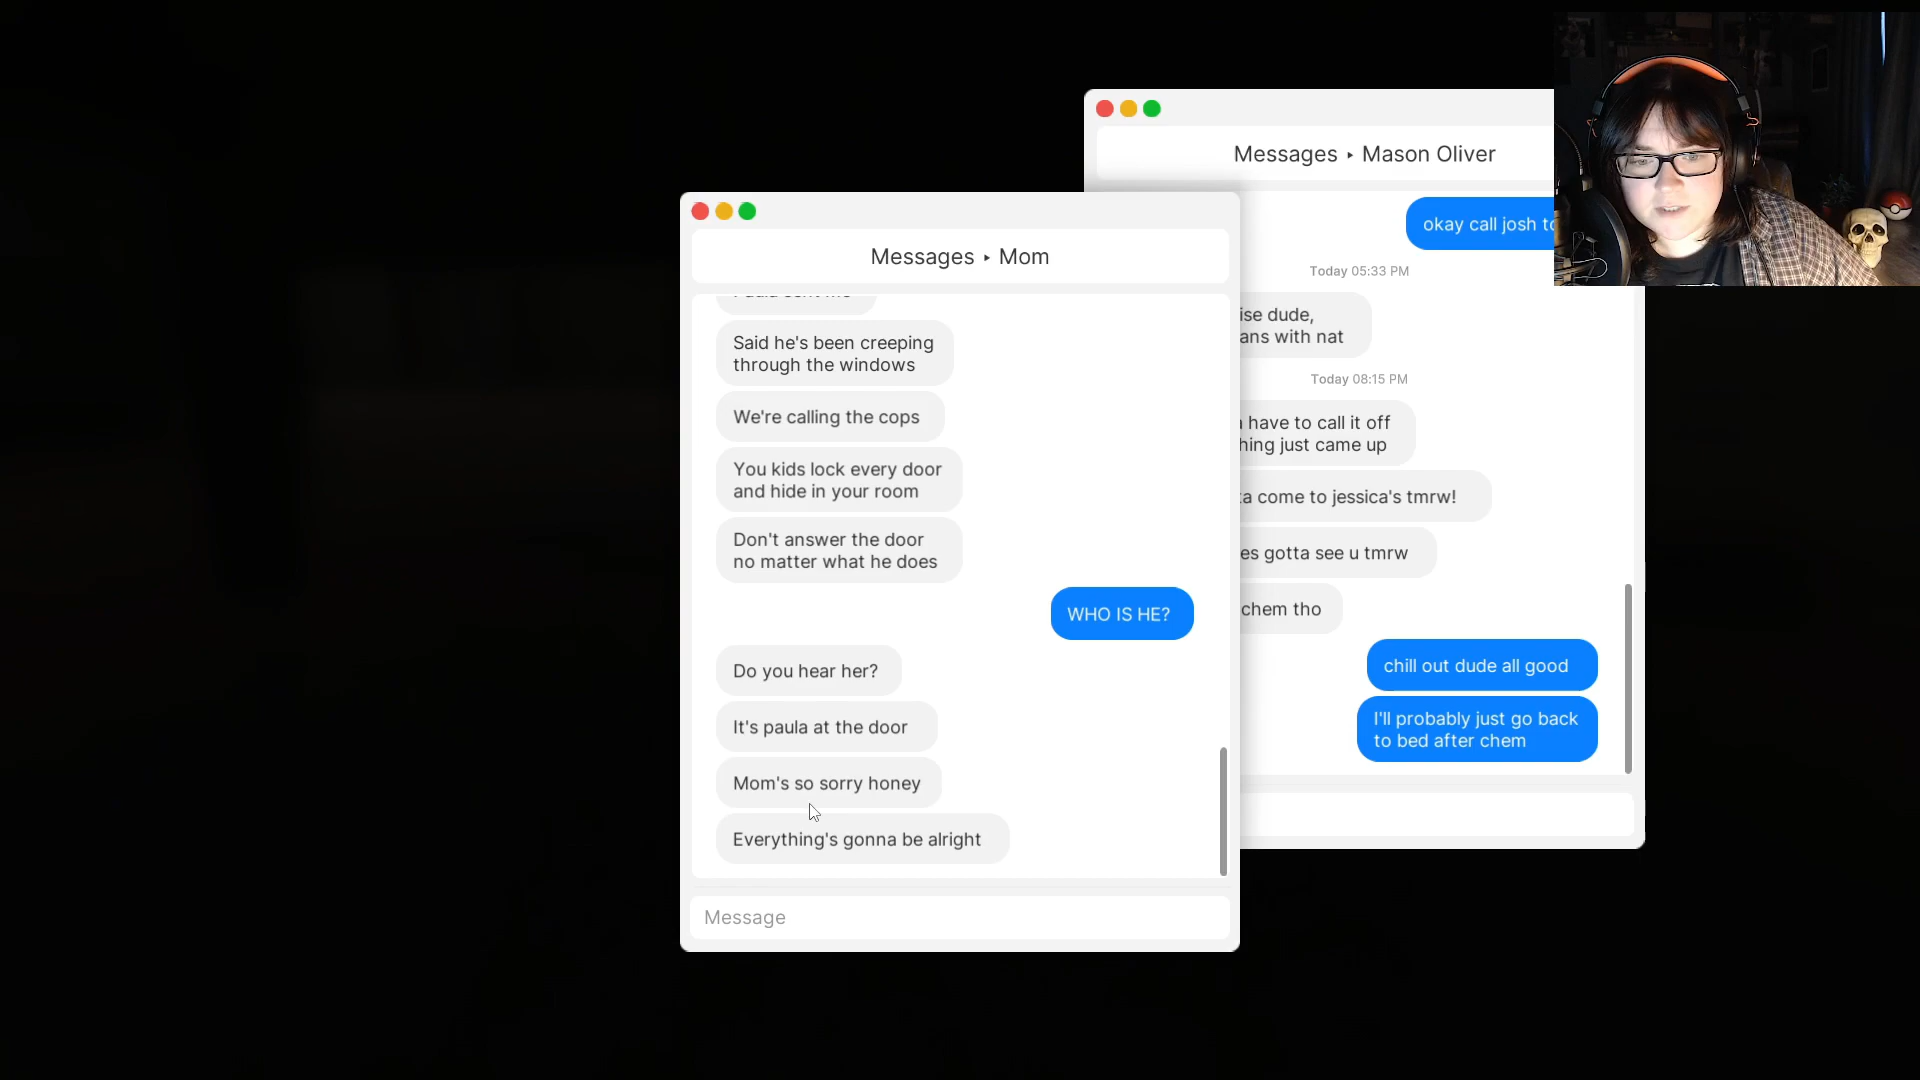 Messages ▸ Mom
Said he's been creeping
through the windows
We're calling the cops
You kids lock every door
and hide in your room
Don't answer the door
no matter what he does
WHO IS HE?
Do you hear her?
It's paula at the door
Mom's so sorry honey
Everything's gonna be alright
Message
Messages ▸ Mason Oliver
okay call josh
Today 05:33 PM
dude,
with nat
Today 08:15 PM
have to call it off
just came up
come to jessica's tmrw!
gotta see u tmrw
chem tho
chill out dude all good
I'll probably just go back
to bed after chem